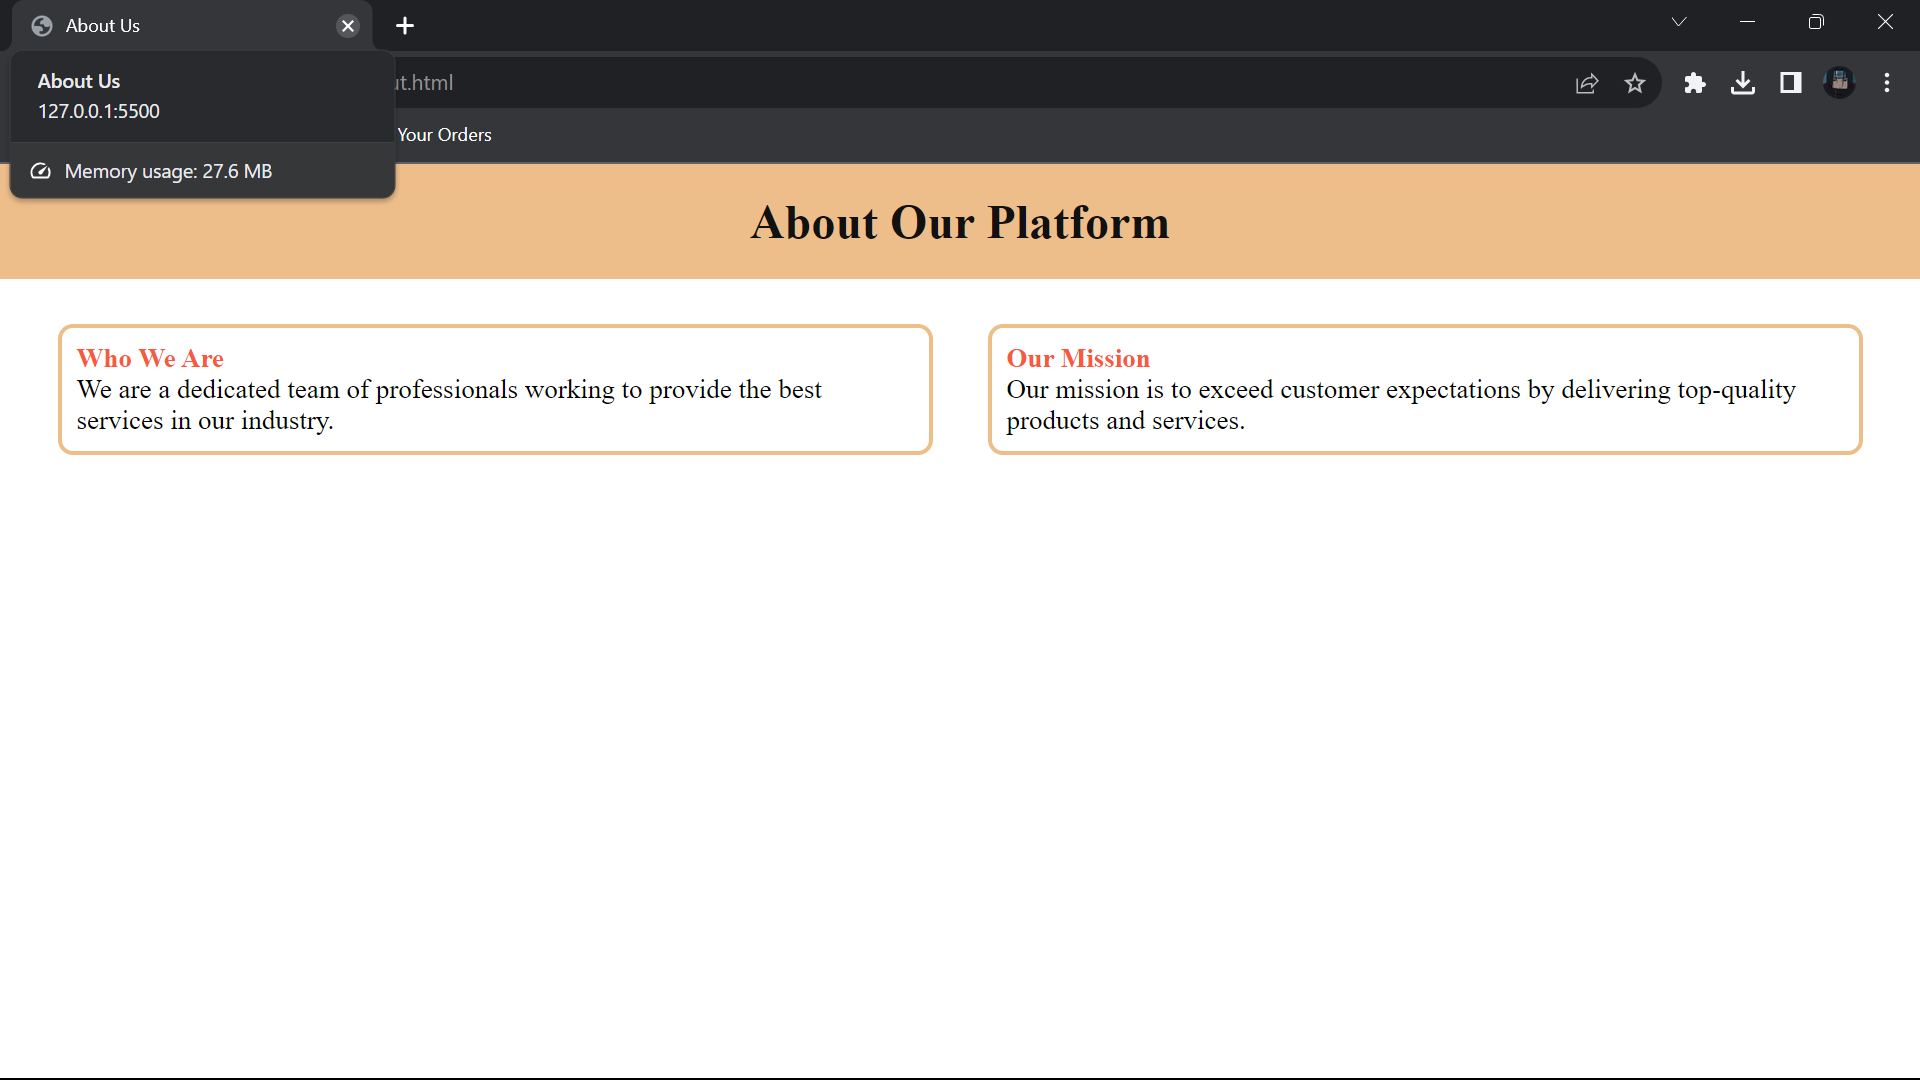 About Us
About Us
127.0.0.1:5500
ut.html
Your Orders
Memory usage: 27.6 MB
About Our Platform
Who We Are
We are a dedicated team of professionals working to provide the best
services in our industry.
Our Mission
Our mission is to exceed customer expectations by delivering top-quality
products and services.